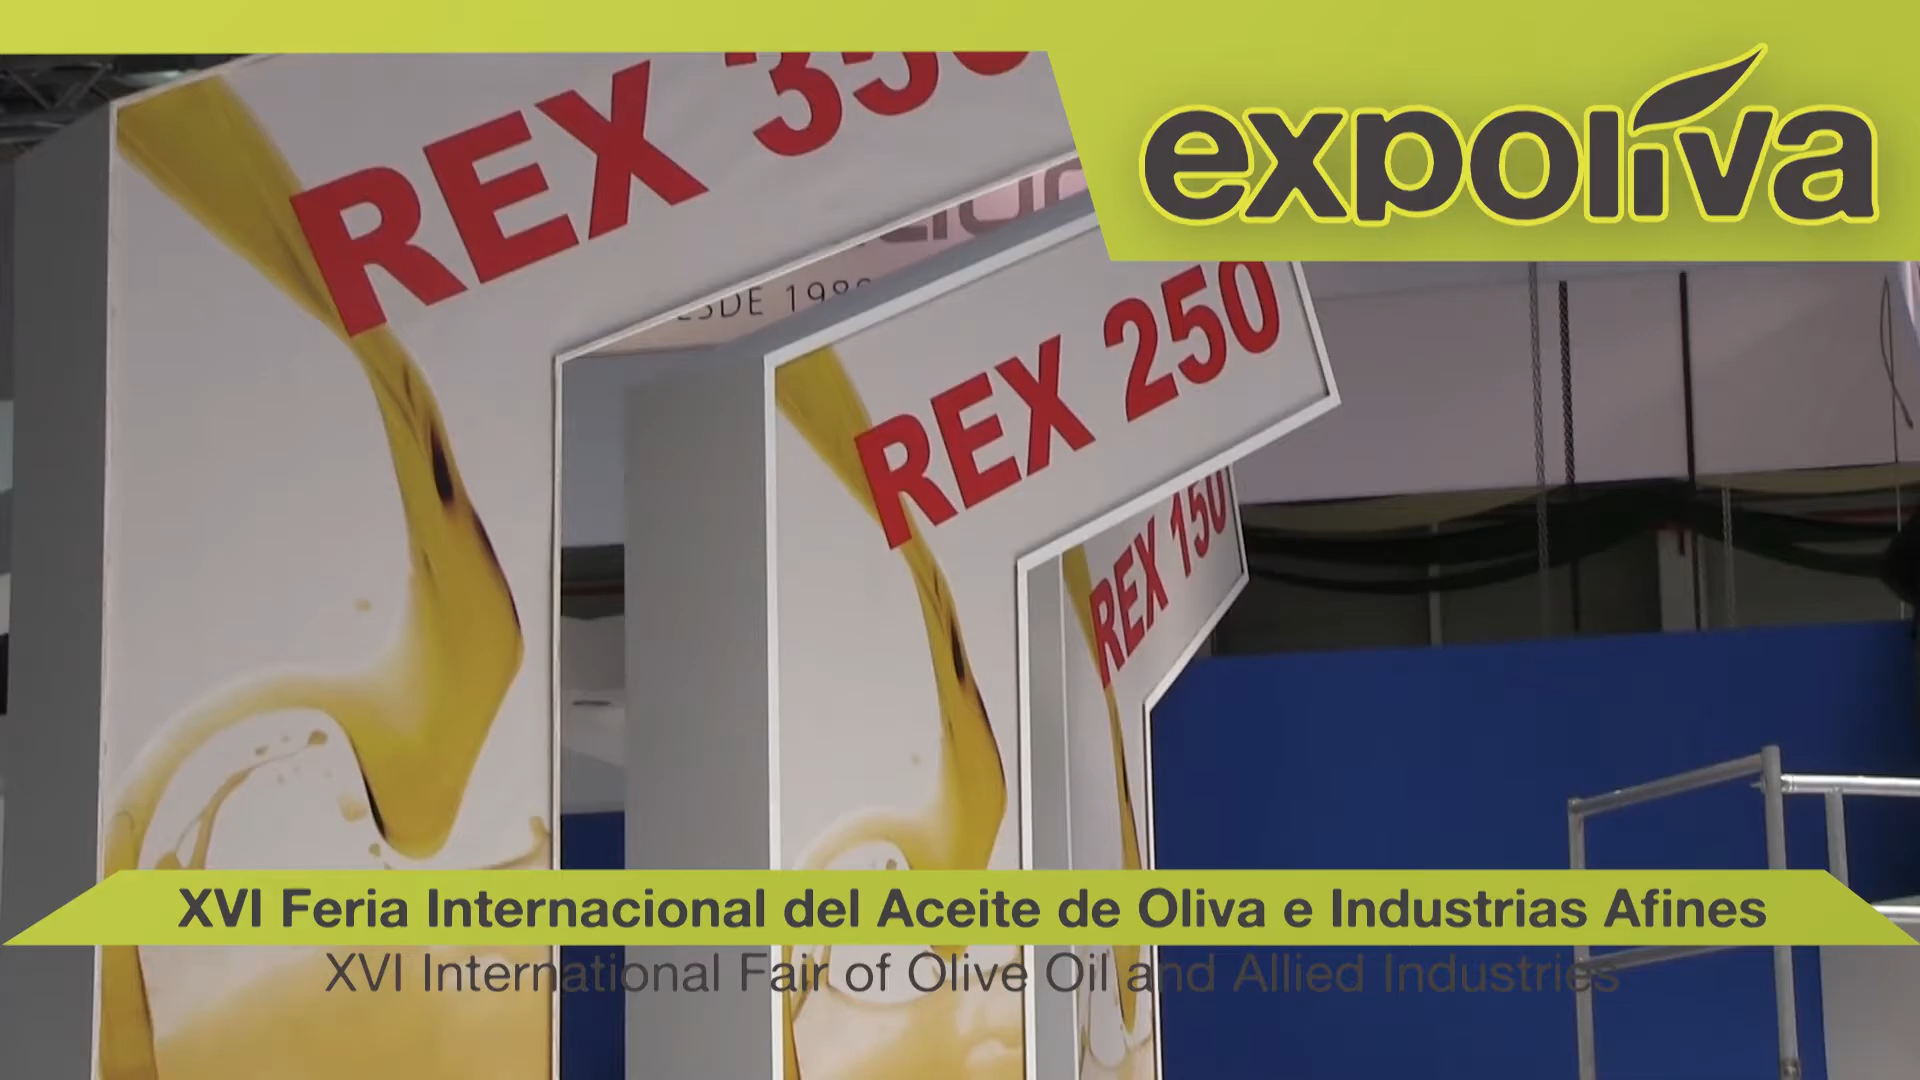 expoliva
REX 350
REX 250
REX 150
XVI Feria Internacional del Aceite de Oliva e Industrias Afines
XVI International Fair of Olive Oil and Allied Industries